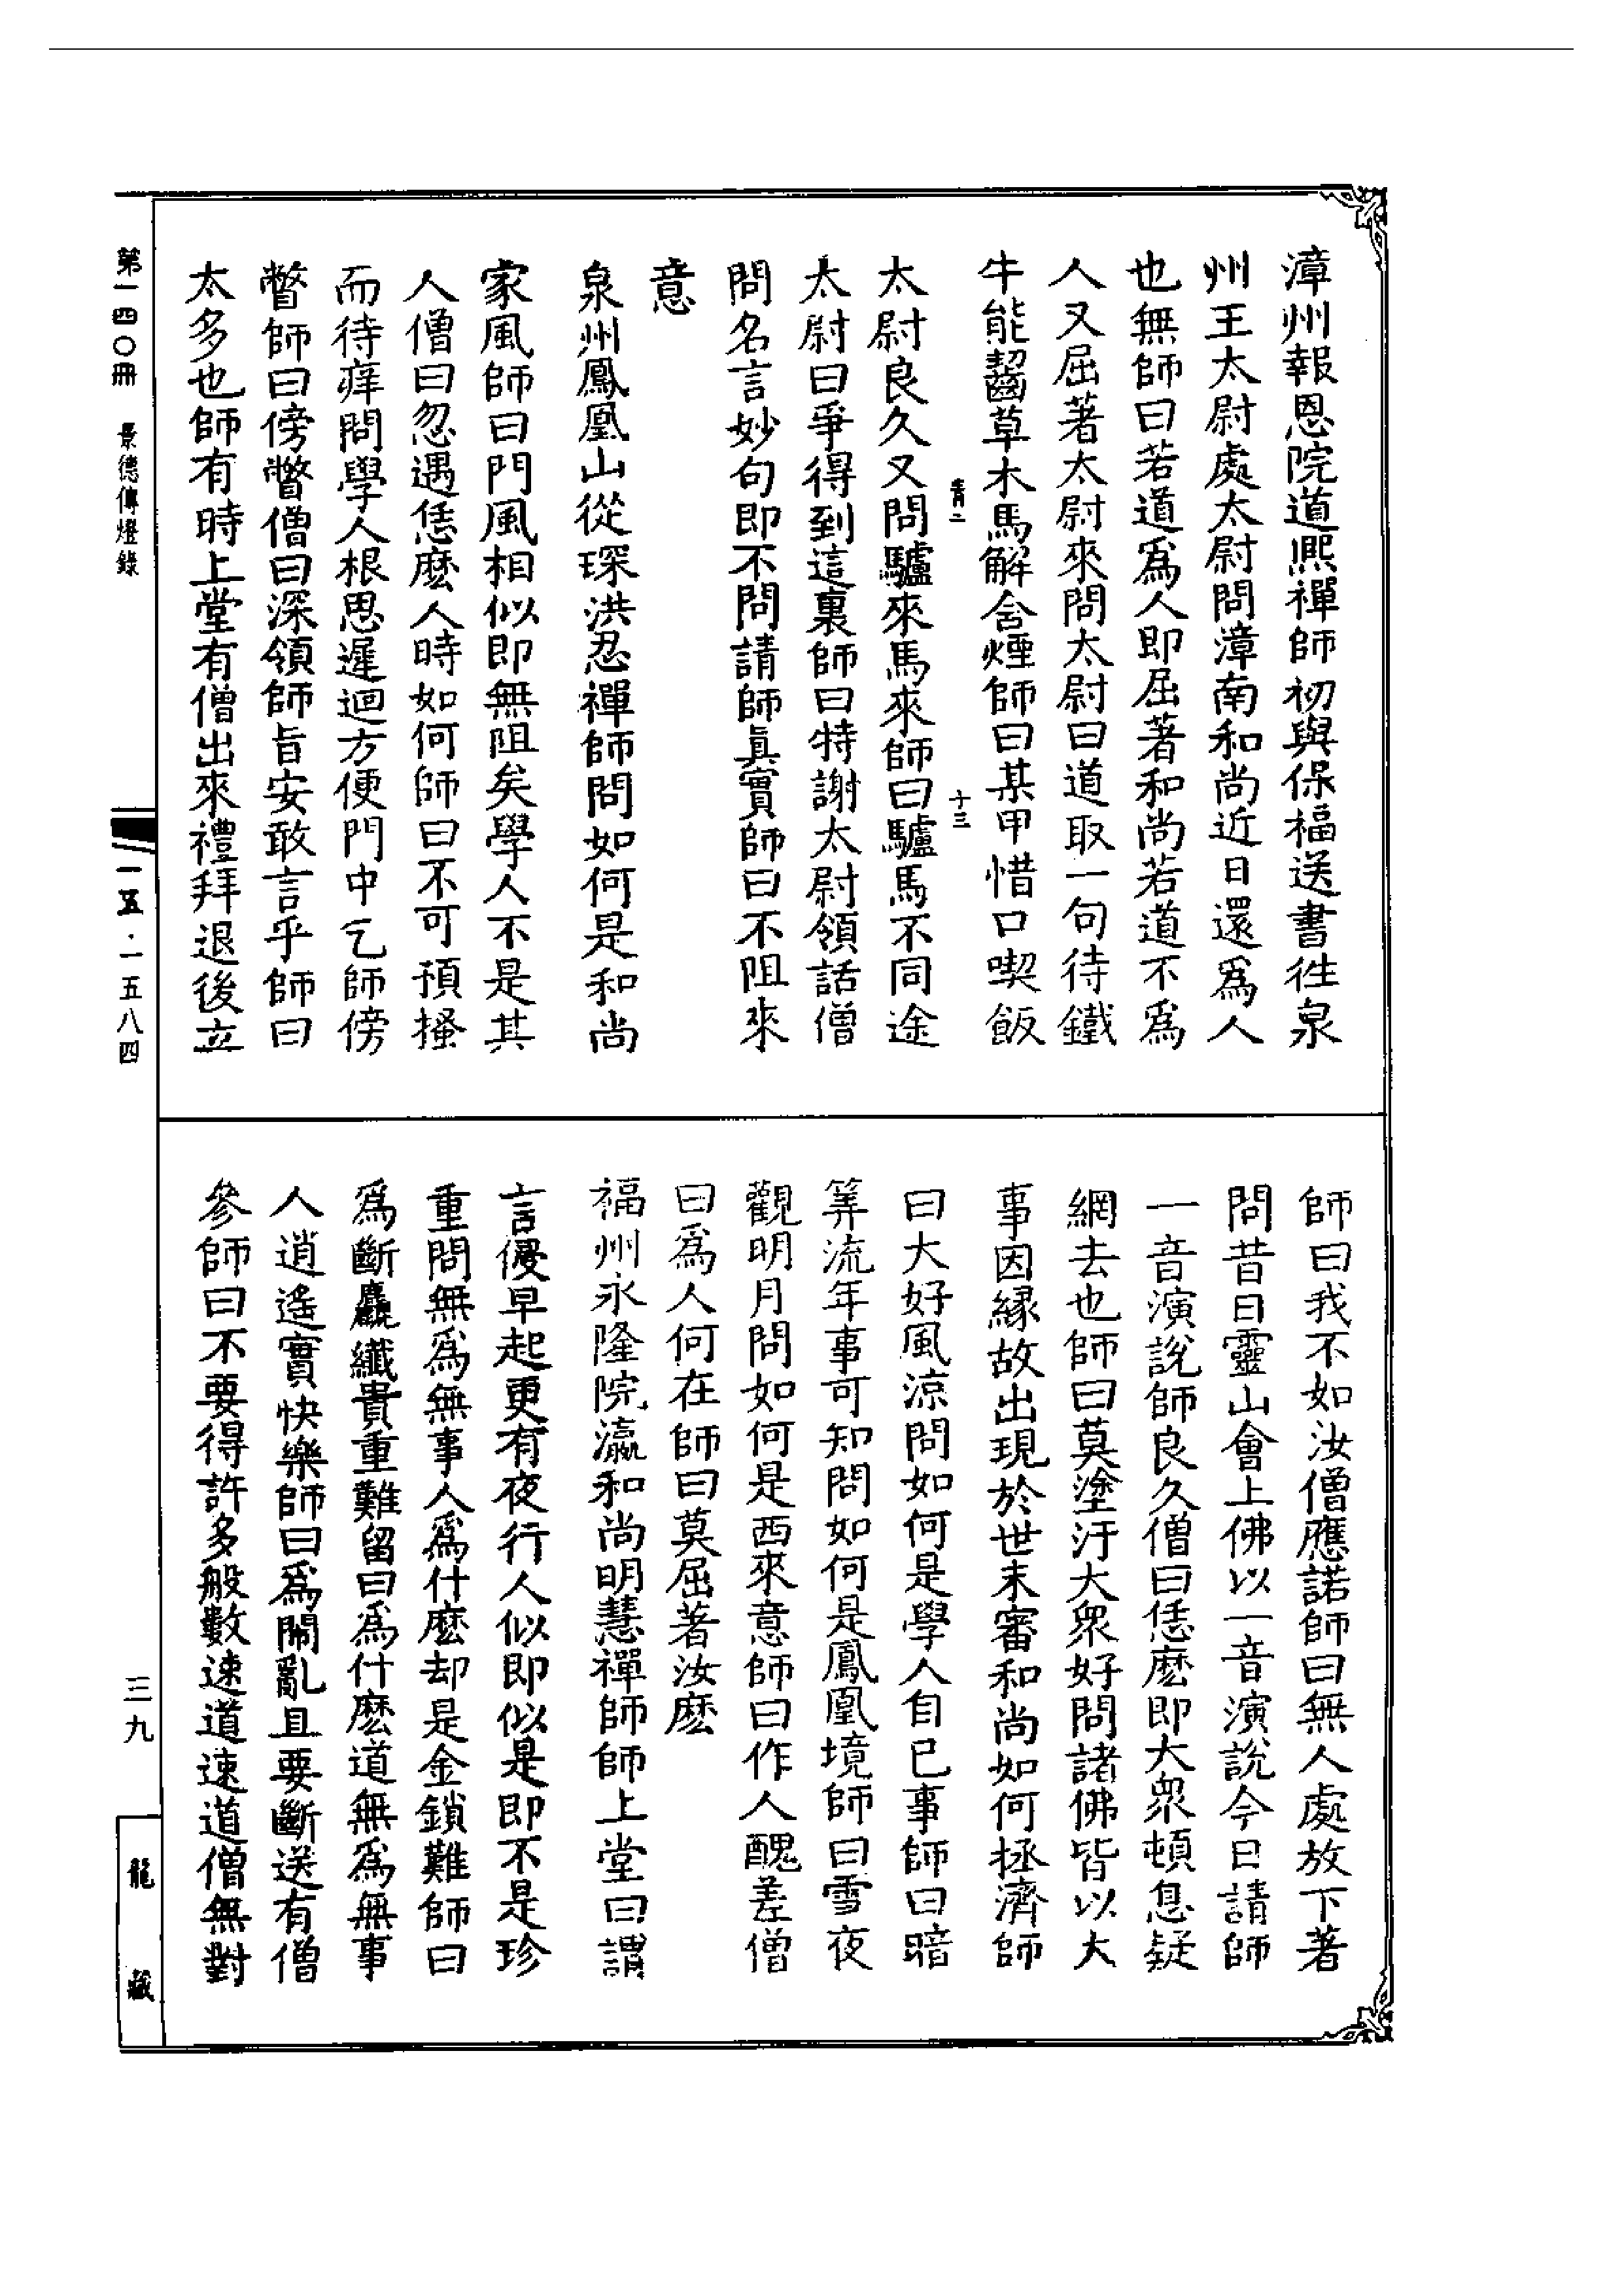 漳州報恩院道熈禪師初與保福送書徃泉
州王太尉處太尉問漳南和尚近日還爲人
也無師曰若道爲人即屈著和尚若道不爲
人又屈著太尉來問太尉曰道取一句待鐵
牛能齧草木馬解含煙師曰某甲惜口喫飯
十三
太尉良久又問驢來馬來師曰驢馬不同途
太尉曰爭得到這裏師曰特謝太尉領話僧
問名言妙句即不問請師眞實師曰不阻來
意
泉州鳳凰山從琛洪忍禪師問如何是和尚
家風師曰門風相似即無阻矣學人不是其
人僧曰忽遇恁麽人時如何師曰不可預搔
而待痒問學人根思遲迴方便門中乞師傍
瞥師曰傍瞥僧曰深領師旨安敢言乎師曰
太多也師有時上堂有僧出來禮拜退後立
師曰我不如汝僧應諾師曰無人處放下著
問昔日靈山會上佛以一音演說今日請師
一音演說師良久僧曰恁麽即大衆頓息疑
網去也師曰莫塗汙大衆好問諸佛皆以大
事因緣故出現於世未審和尚如何拯濟師
曰大好風凉問如何是學人自已事師曰暗
筭流年事可知問如何是鳳凰境師曰雪夜
觀明月問如何是西來意師曰作人醜差僧
曰爲人何在師曰莫屈著汝麽
福州永隆院瀛和尚明慧禪師師上堂曰謂
言侵早起更有夜行人似即似是即不是珍
重問無爲無事人爲什麽却是金鎖難師曰
爲斷麤纖貴重難留曰爲什麽道無爲無事
人逍遙實快樂師曰爲閙亂且要斷送有僧
參師曰不要得許多般數速道速道僧無對
第一四〇冊 景德傳燈錄
一五·一五八四
三九
龍藏